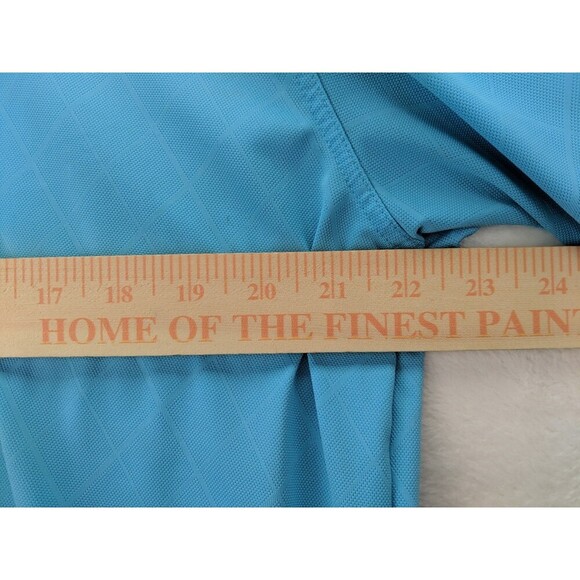 17 18 19 20 21 22 23 24
HOME OF THE FINEST PAINT